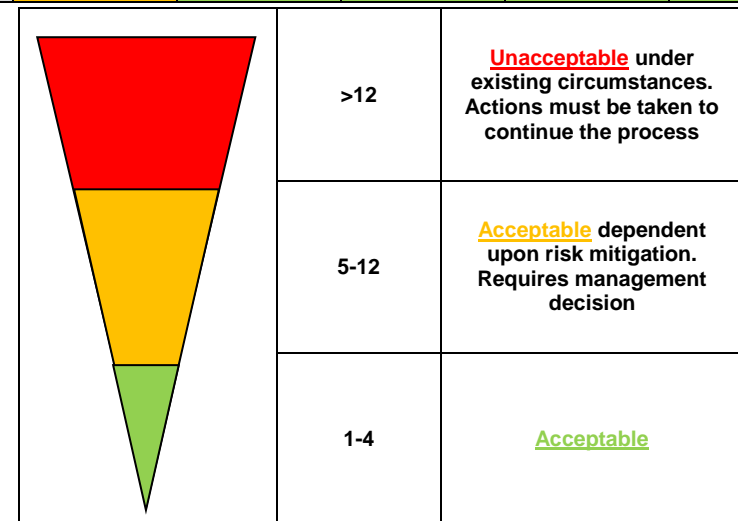 >12
Unacceptable under
existing circumstances.
Actions must be taken to
continue the process
5-12
Acceptable dependent
upon risk mitigation.
Requires management
decision
1-4
Acceptable